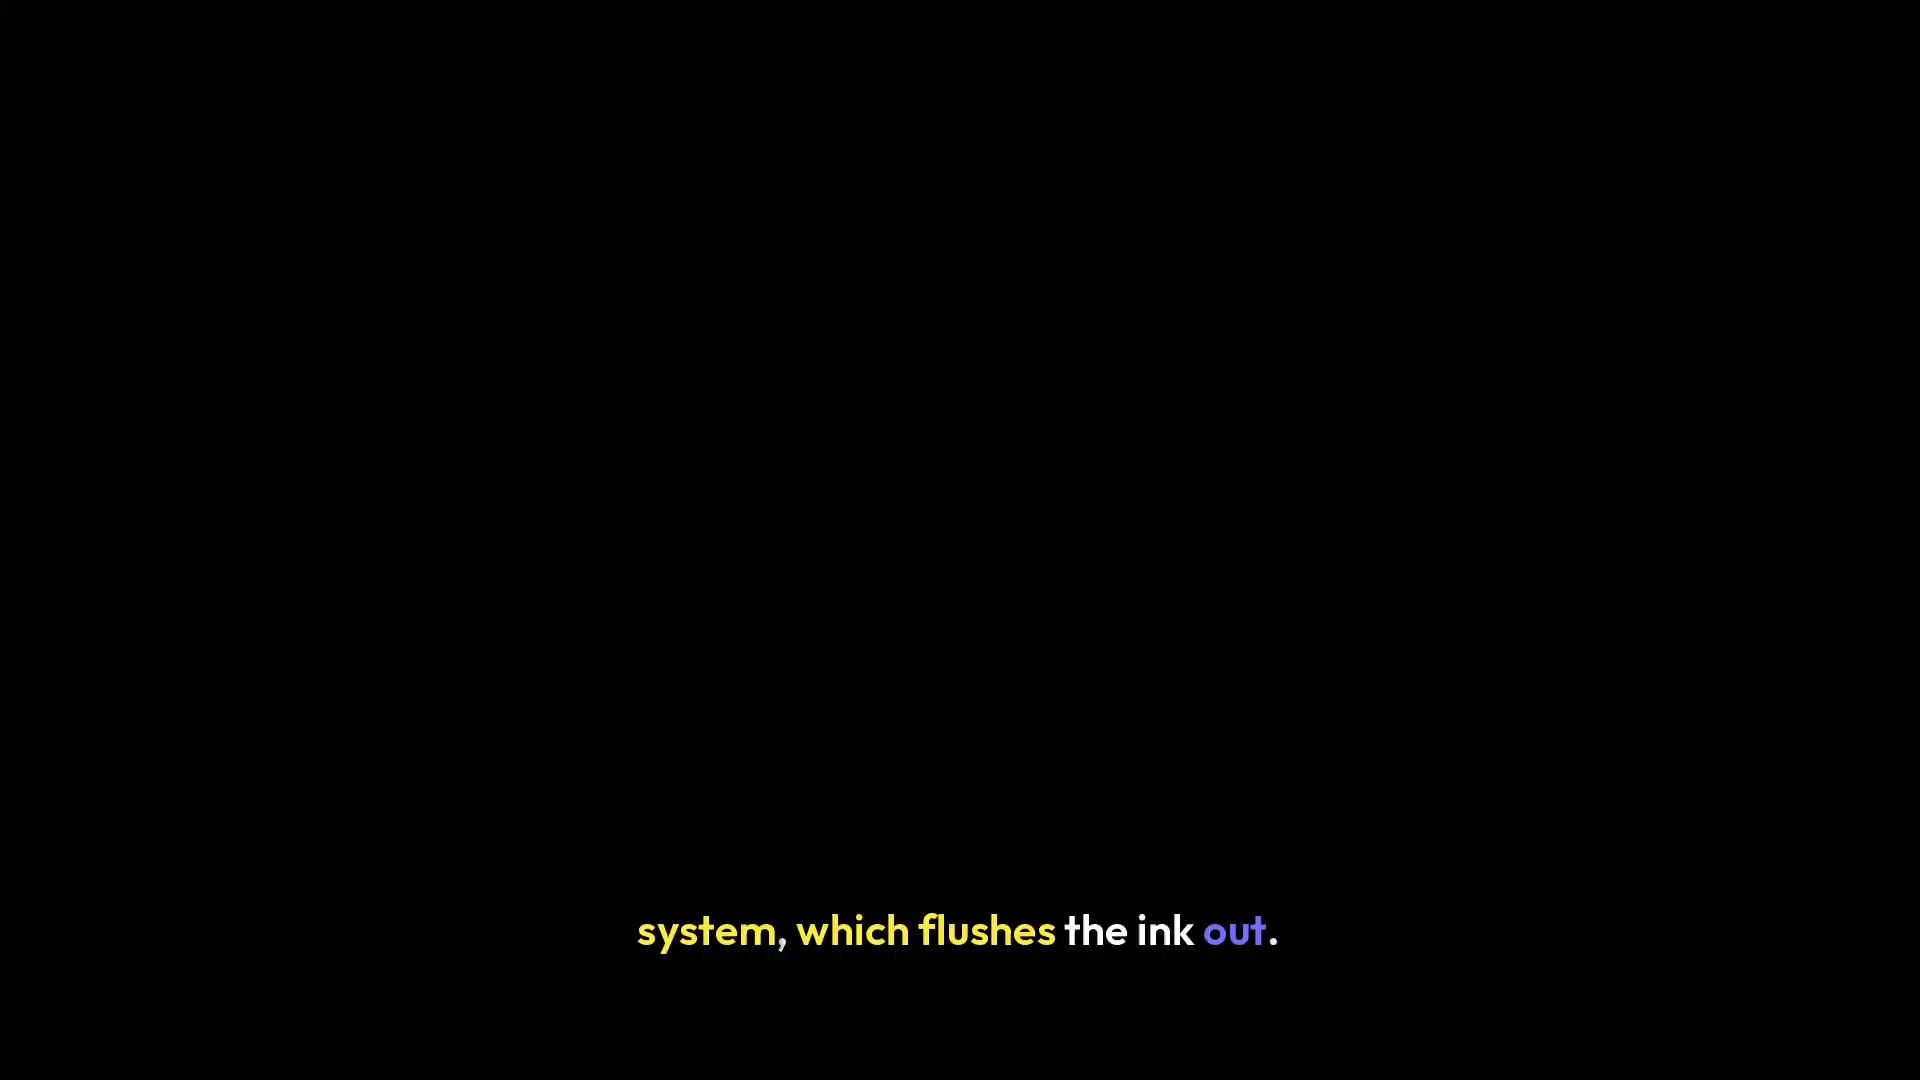 system, which flushes the ink out.